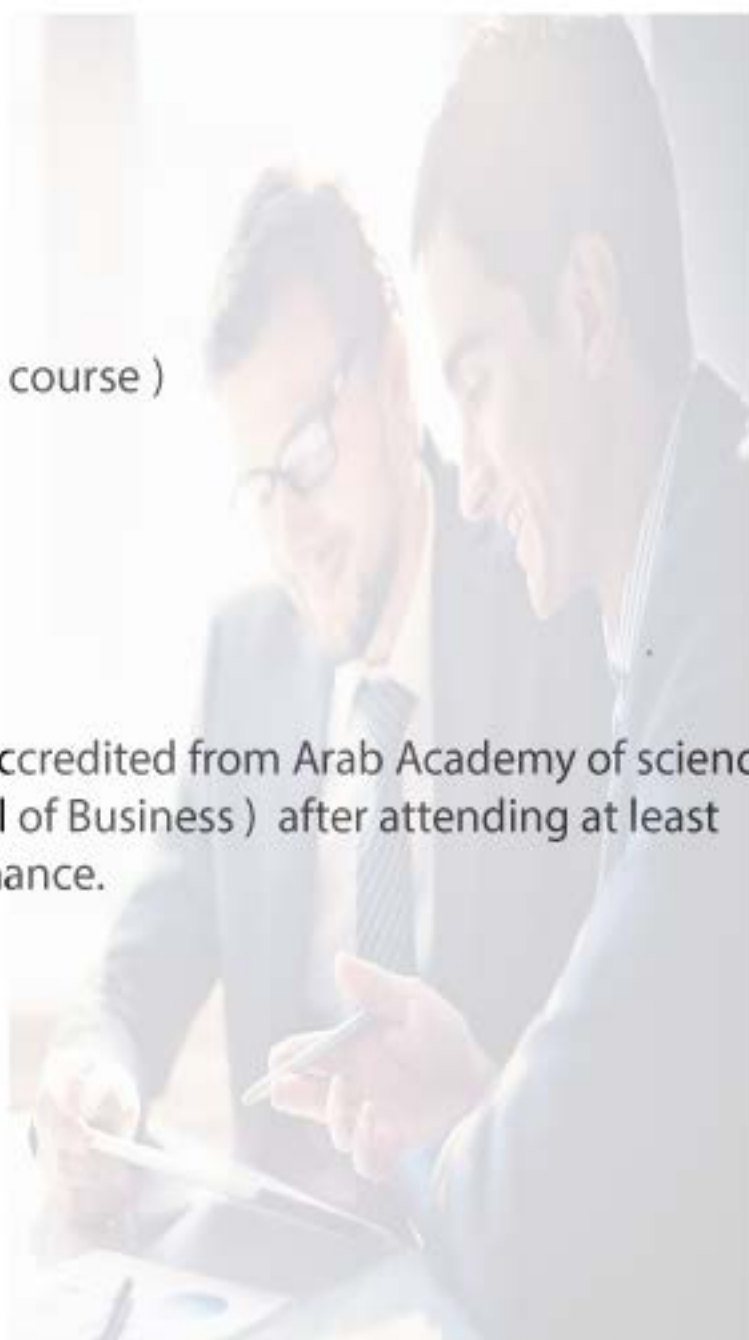 course )
ccredited from Arab Academy of scienc
l of Business ) after attending at least
ance.